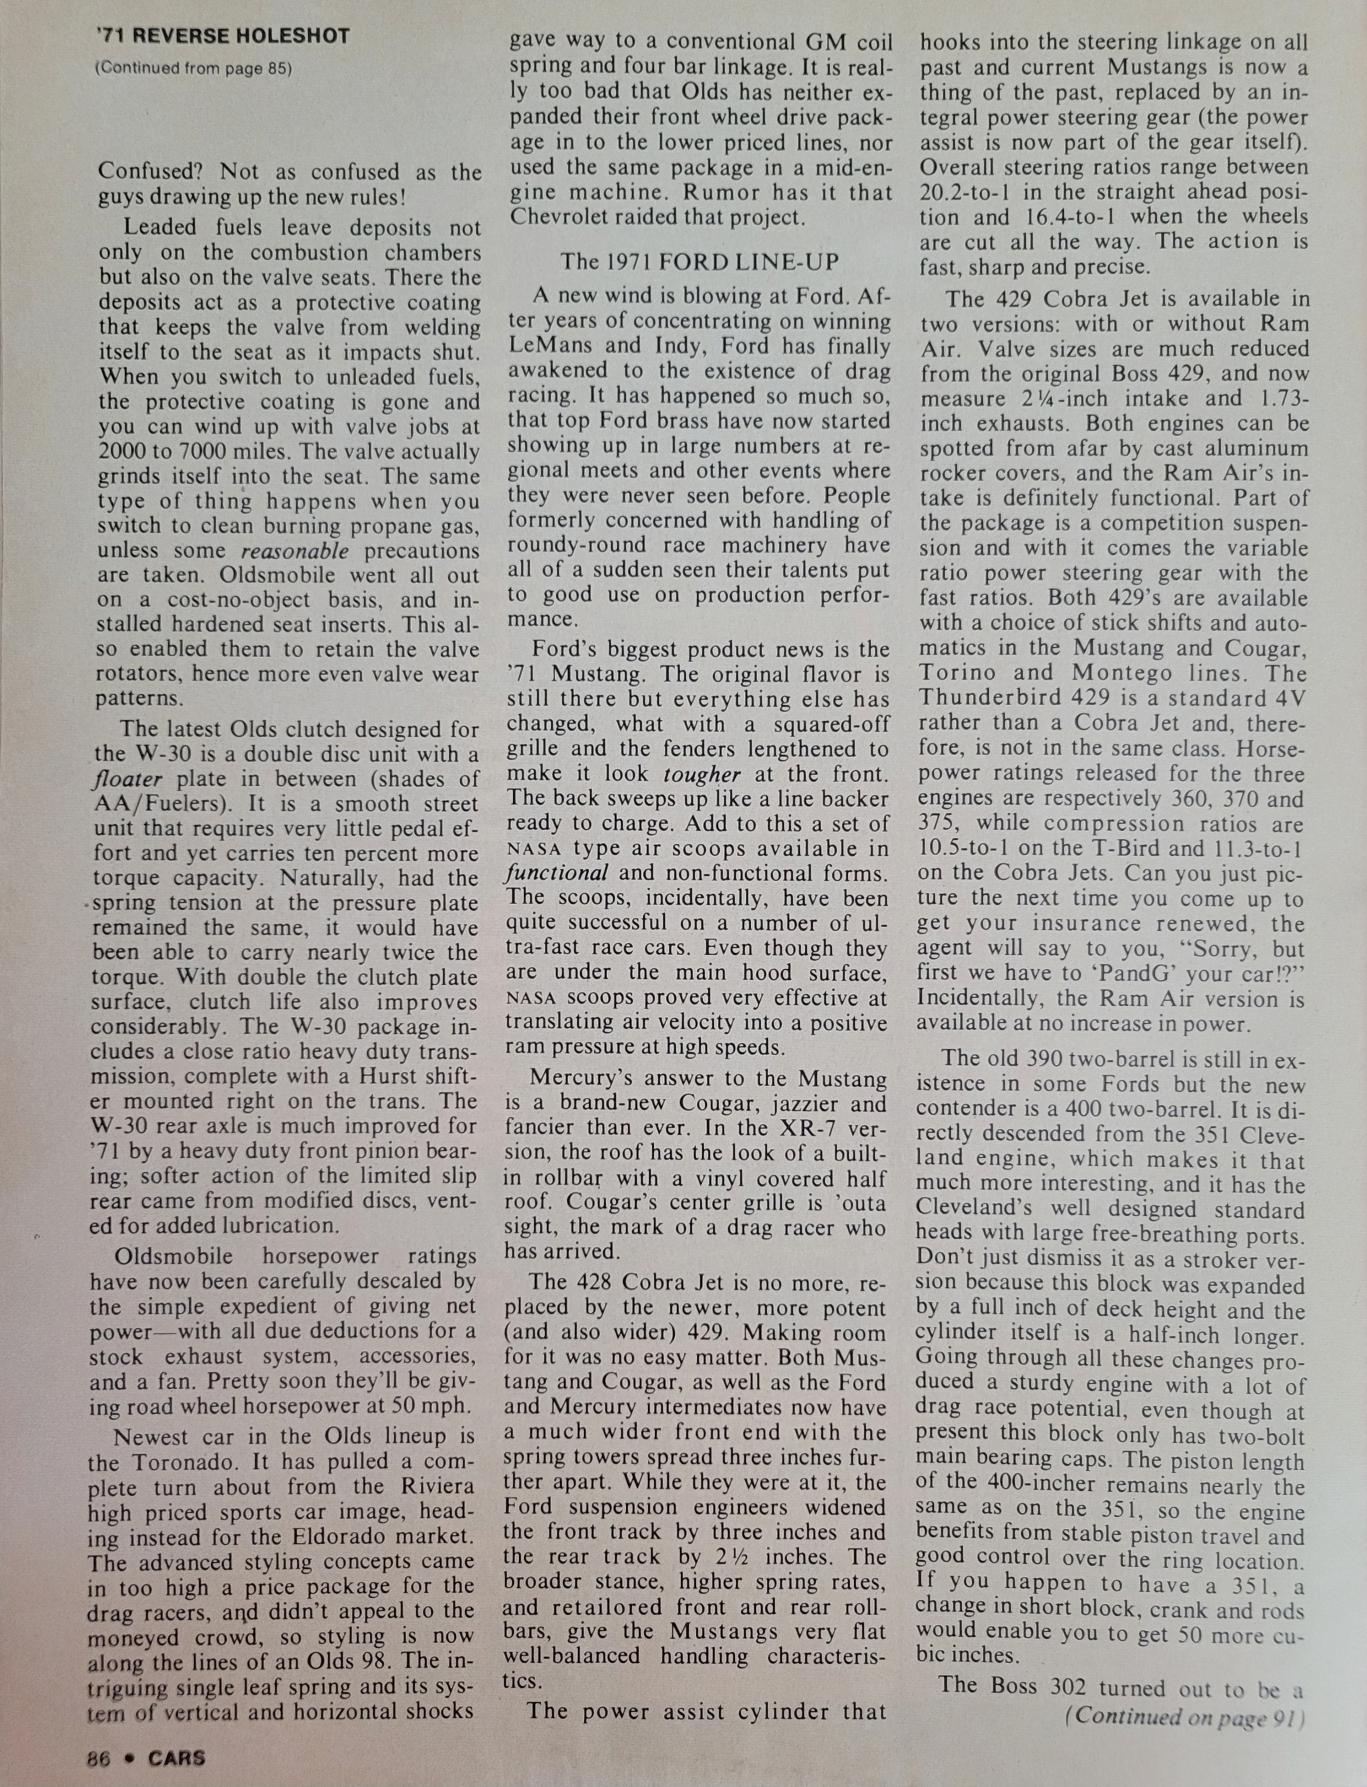 '71 REVERSE HOLESHOT
(Continued from page 85)
Confused? Not as confused as the
guys drawing up the new rules!
Leaded fuels leave deposits not
only on the combustion chambers
but also on the valve seats. There the
deposits act as a protective coating
that keeps the valve from welding
itself to the seat as it impacts shut.
When you switch to unleaded fuels,
the protective coating is gone and
you can wind up with valve jobs at
2000 to 7000 miles. The valve actually
grinds itself into the seat. The same
type of thing happens when you
switch to clean burning propane gas,
unless some reasonable precautions
are taken. Oldsmobile went all out
on a cost-no-object basis, and in-
stalled hardened seat inserts. This al-
so enabled them to retain the valve
rotators, hence more even valve wear
patterns.
The latest Olds clutch designed for
the W-30 is a double disc unit with a
floater plate in between (shades of
AA/Fuelers). It is a smooth street
unit that requires very little pedal ef-
fort and yet carries ten percent more
torque capacity. Naturally, had the
spring tension at the pressure plate
remained the same, it would have
been able to carry nearly twice the
torque. With double the clutch plate
surface, clutch life also improves
considerably. The W-30 package in-
cludes a close ratio heavy duty trans-
mission, complete with a Hurst shift-
er mounted right on the trans. The
W-30 rear axle is much improved for
'71 by a heavy duty front pinion bear-
ing; softer action of the limited slip
rear came from modified discs, vent-
ed for added lubrication.
Oldsmobile horsepower ratings
have now been carefully descaled by
the simple expedient of giving net
power—with all due deductions for a
stock exhaust system, accessories,
and a fan. Pretty soon they'll be giv-
ing road wheel horsepower at 50 mph.
Newest car in the Olds lineup is
the Toronado. It has pulled a com-
plete turn about from the Riviera
high priced sports car image, head-
ing instead for the Eldorado market.
The advanced styling concepts came
in too high a price package for the
drag racers, and didn't appeal to the
moneyed crowd, so styling is now
along the lines of an Olds 98. The in-
triguing single leaf spring and its sys-
tem of vertical and horizontal shocks
gave way to a conventional GM coil
spring and four bar linkage. It is real-
ly too bad that Olds has neither ex-
panded their front wheel drive pack-
age in to the lower priced lines, nor
used the same package in a mid-en-
gine machine. Rumor has it that
Chevrolet raided that project.
The 1971 FORD LINE-UP
A new wind is blowing at Ford. Af-
ter years of concentrating on winning
LeMans and Indy, Ford has finally
awakened to the existence of drag
racing. It has happened so much so,
that top Ford brass have now started
showing up in large numbers at re-
gional meets and other events where
they were never seen before. People
formerly concerned with handling of
roundy-round race machinery have
all of a sudden seen their talents put
to good use on production perfor-
mance.
Ford's biggest product news is the
'71 Mustang. The original flavor is
still there but everything else has
changed, what with a squared-off
grille and the fenders lengthened to
make it look tougher at the front.
The back sweeps up like a line backer
ready to charge. Add to this a set of
NASA type air scoops available in
functional and non-functional forms.
The scoops, incidentally, have been
quite successful on a number of ul-
tra-fast race cars. Even though they
are under the main hood surface,
NASA scoops proved very effective at
translating air velocity into a positive
ram pressure at high speeds.
Mercury's answer to the Mustang
is a brand-new Cougar, jazzier and
fancier than ever. In the XR-7 ver-
sion, the roof has the look of a built-
in rollbar with a vinyl covered half
roof. Cougar's center grille is 'outa
sight, the mark of a drag racer who
has arrived.
The 428 Cobra Jet is no more, re-
placed by the newer, more potent
(and also wider) 429. Making room
for it was no easy matter. Both Mus-
tang and Cougar, as well as the Ford
and Mercury intermediates now have
a much wider front end with the
spring towers spread three inches fur-
ther apart. While they were at it, the
Ford suspension engineers widened
the front track by three inches and
the rear track by 2½ inches. The
broader stance, higher spring rates,
and retailored front and rear roll-
bars, give the Mustangs very flat
well-balanced handling characteris-
tics.
The power assist cylinder that
hooks into the steering linkage on all
past and current Mustangs is now a
thing of the past, replaced by an in-
tegral power steering gear (the power
assist is now part of the gear itself).
Overall steering ratios range between
20.2-to-1 in the straight ahead posi-
tion and 16.4-to-1 when the wheels
are cut all the way. The action is
fast, sharp and precise.
The 429 Cobra Jet is available in
two versions: with or without Ram
Air. Valve sizes are much reduced
from the original Boss 429, and now
measure 2¼-inch intake and 1.73-
inch exhausts. Both engines can be
spotted from afar by cast aluminum
rocker covers, and the Ram Air's in-
take is definitely functional. Part of
the package is a competition suspen-
sion and with it comes the variable
ratio power steering gear with the
fast ratios. Both 429's are available
with a choice of stick shifts and auto-
matics in the Mustang and Cougar,
Torino and Montego lines. The
Thunderbird 429 is a standard 4V
rather than a Cobra Jet and, there-
fore, is not in the same class. Horse-
power ratings released for the three
engines are respectively 360, 370 and
375, while compression ratios are
10.5-to-1 on the T-Bird and 11.3-to-1
on the Cobra Jets. Can you just pic-
ture the next time you come up to
get your insurance renewed, the
agent will say to you, "Sorry, but
first we have to 'PandG' your car!?"
Incidentally, the Ram Air version is
available at no increase in power.
The old 390 two-barrel is still in ex-
istence in some Fords but the new
contender is a 400 two-barrel. It is di-
rectly descended from the 351 Cleve-
land engine, which makes it that
much more interesting, and it has the
Cleveland's well designed standard
heads with large free-breathing ports.
Don't just dismiss it as a stroker ver-
sion because this block was expanded
by a full inch of deck height and the
cylinder itself is a half-inch longer.
Going through all these changes pro-
duced a sturdy engine with a lot of
drag race potential, even though at
present this block only has two-bolt
main bearing caps. The piston length
of the 400-incher remains nearly the
same as on the 351, so the engine
benefits from stable piston travel and
good control over the ring location.
If you happen to have a 351, a
change in short block, crank and rods
would enable you to get 50 more cu-
bic inches.
The Boss 302 turned out to be a
(Continued on page 91)
86 • CARS